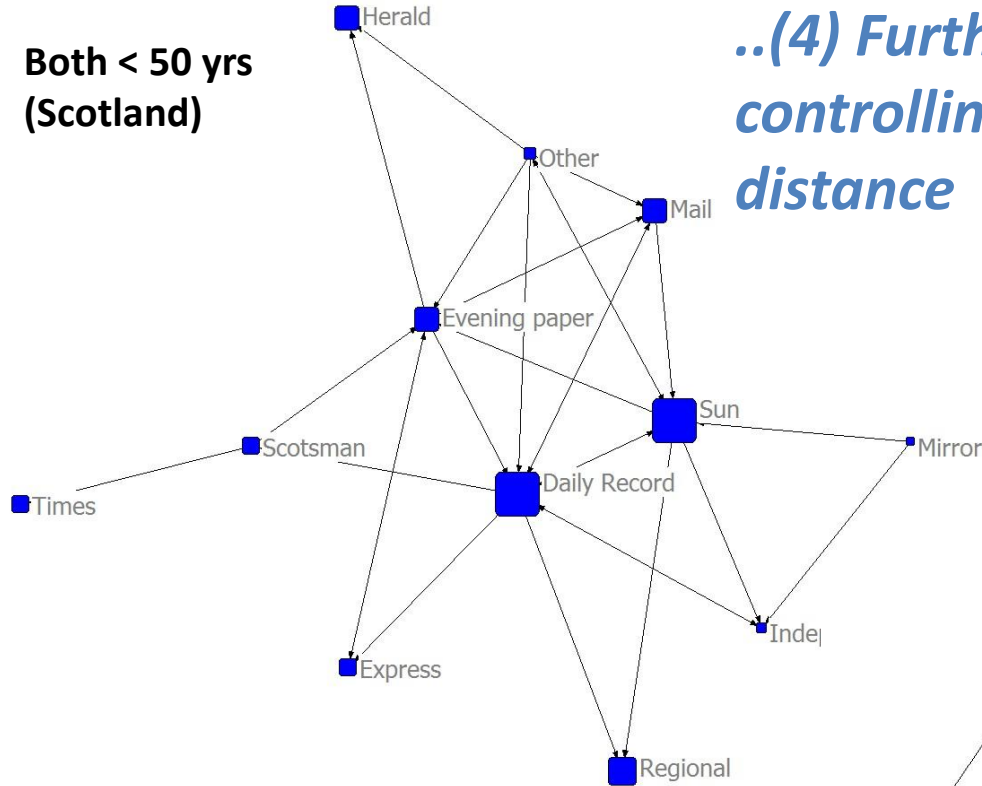 Both < 50 yrs
(Scotland)
..(4) Furth
controllin
distance
Herald
Other
Mail
Evening paper
Sun
Scotsman
Mirror
Daily Record
Times
Indep
Express
Regional